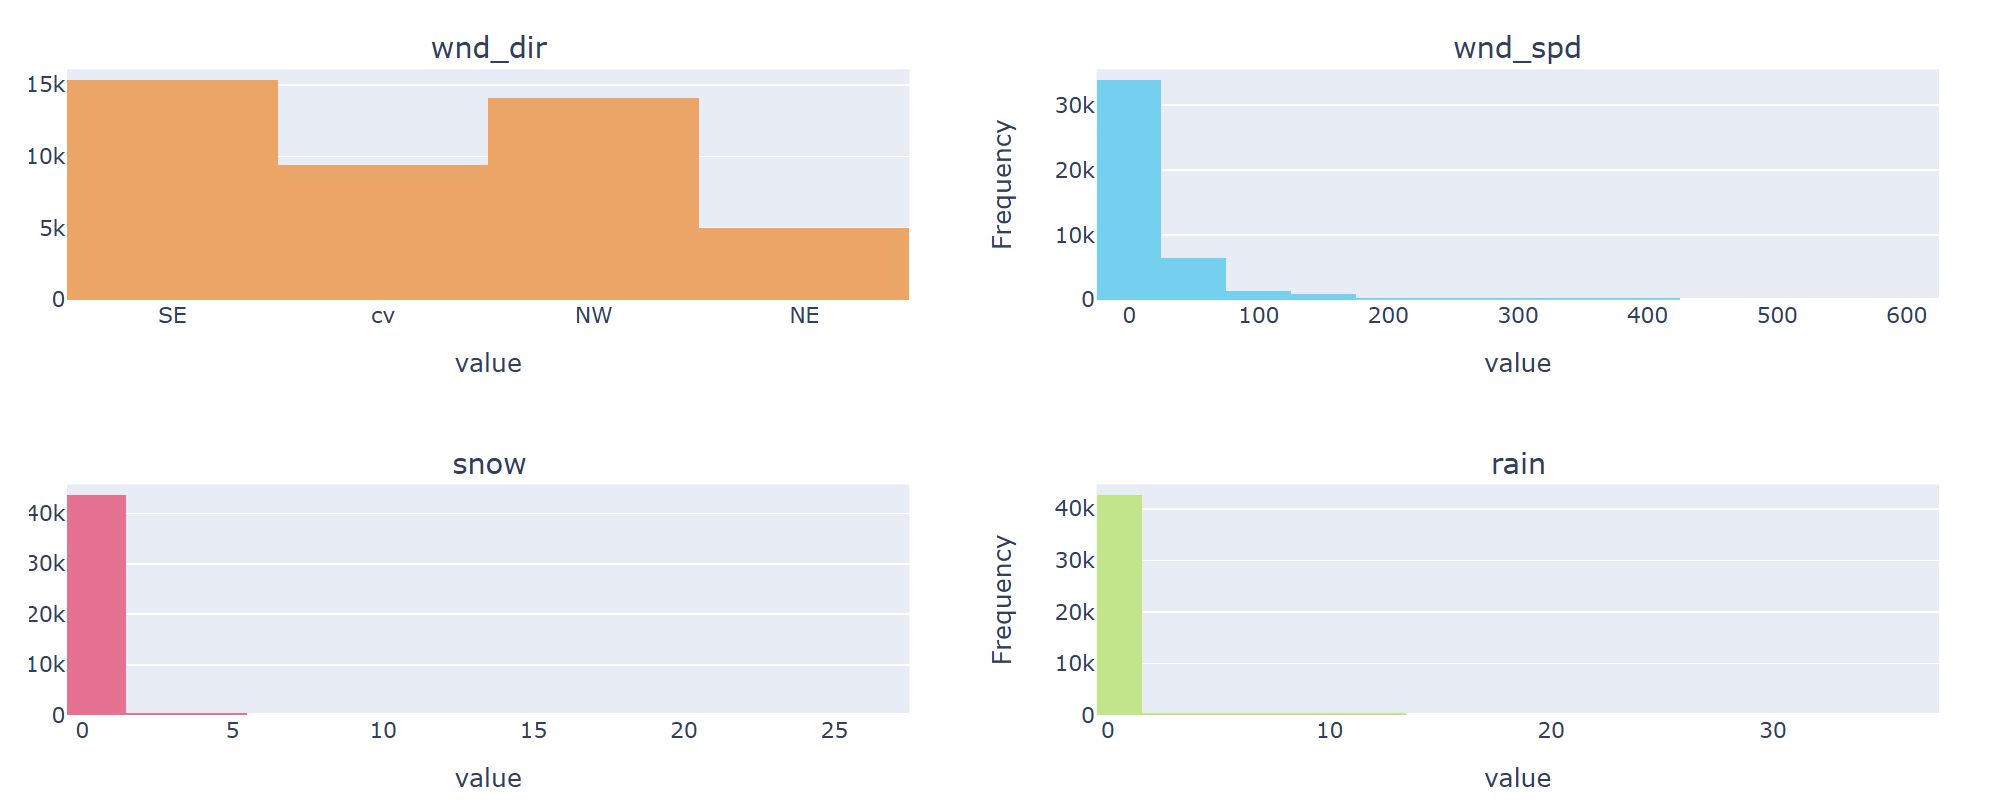 wnd_dir
15k
10k
5k
0
SE cv NW NE
value
wnd_spd
Frequency
30k
20k
10k
0
0 100 200 300 400 500 600
value
snow
40k
30k
20k
10k
0
0 5 10 15 20 25
value
rain
Frequency
40k
30k
20k
10k
0
0 10 20 30
value